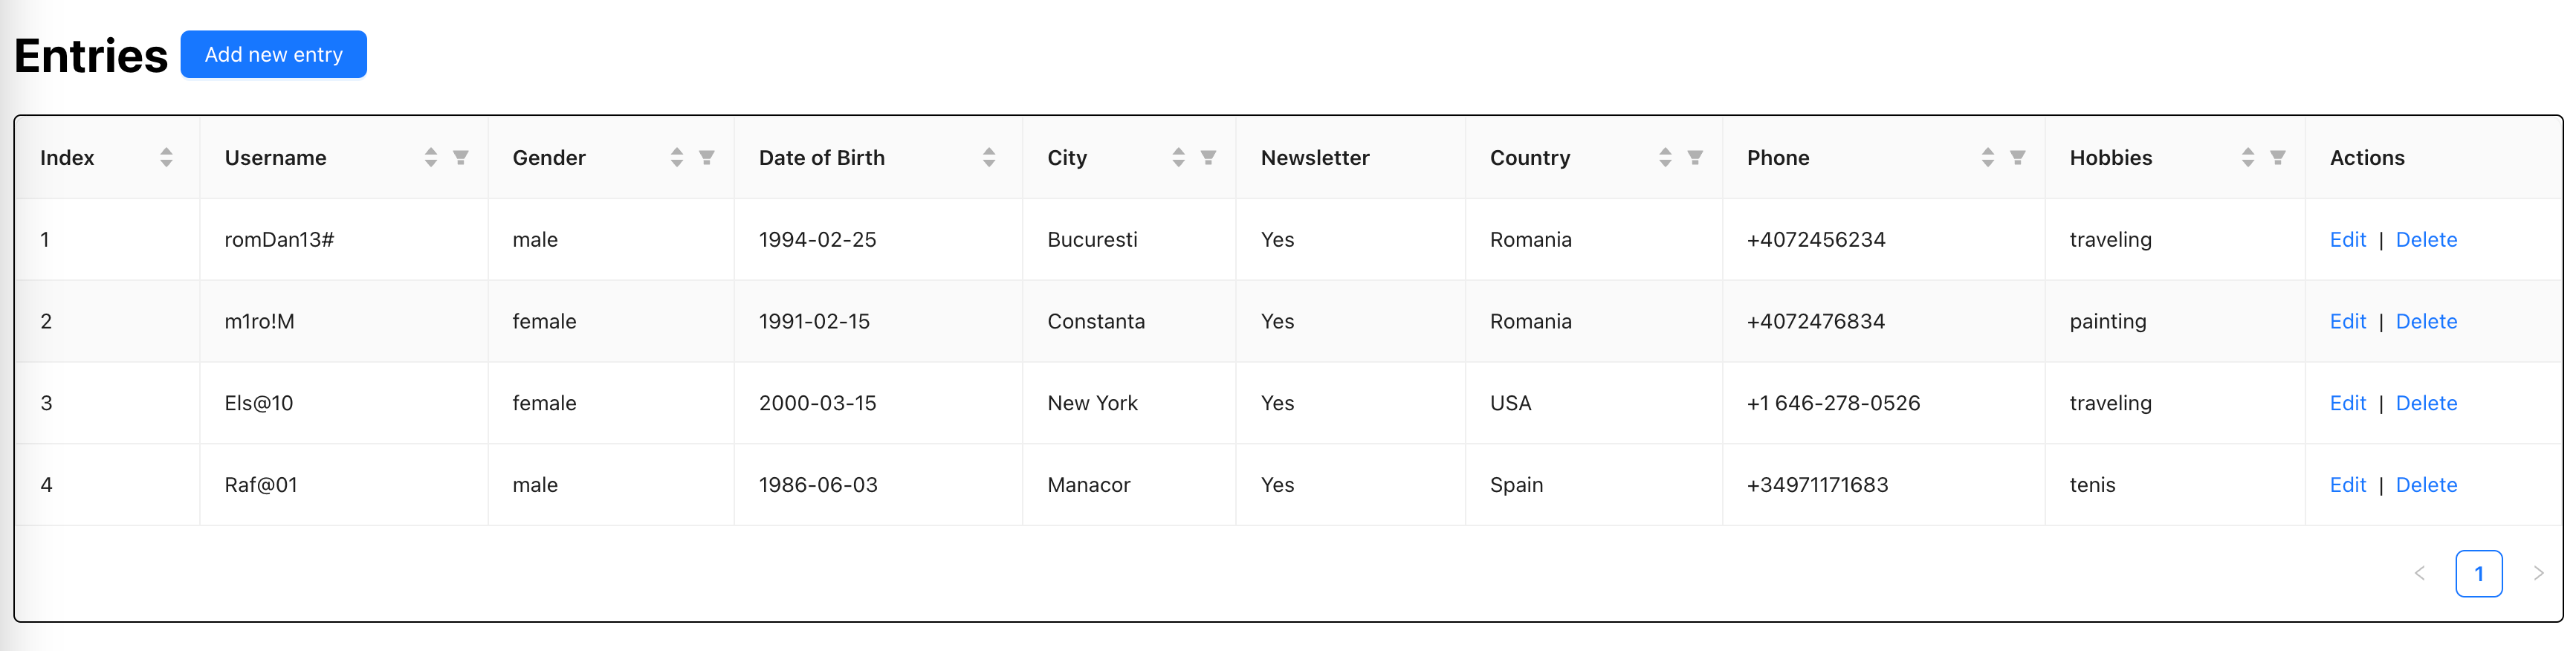 Entries Add new entry
Index Username Gender Date of Birth City Newsletter Country Phone Hobbies Actions
1 romDan13# male 1994-02-25 Bucuresti Yes Romania +4072456234 traveling Edit | Delete
2 m1ro!M female 1991-02-15 Constanta Yes Romania +4072476834 painting Edit | Delete
3 Els@10 female 2000-03-15 New York Yes USA +1 646-278-0526 traveling Edit | Delete
4 Raf@01 male 1986-06-03 Manacor Yes Spain +34971171683 tenis Edit | Delete
< 1 >